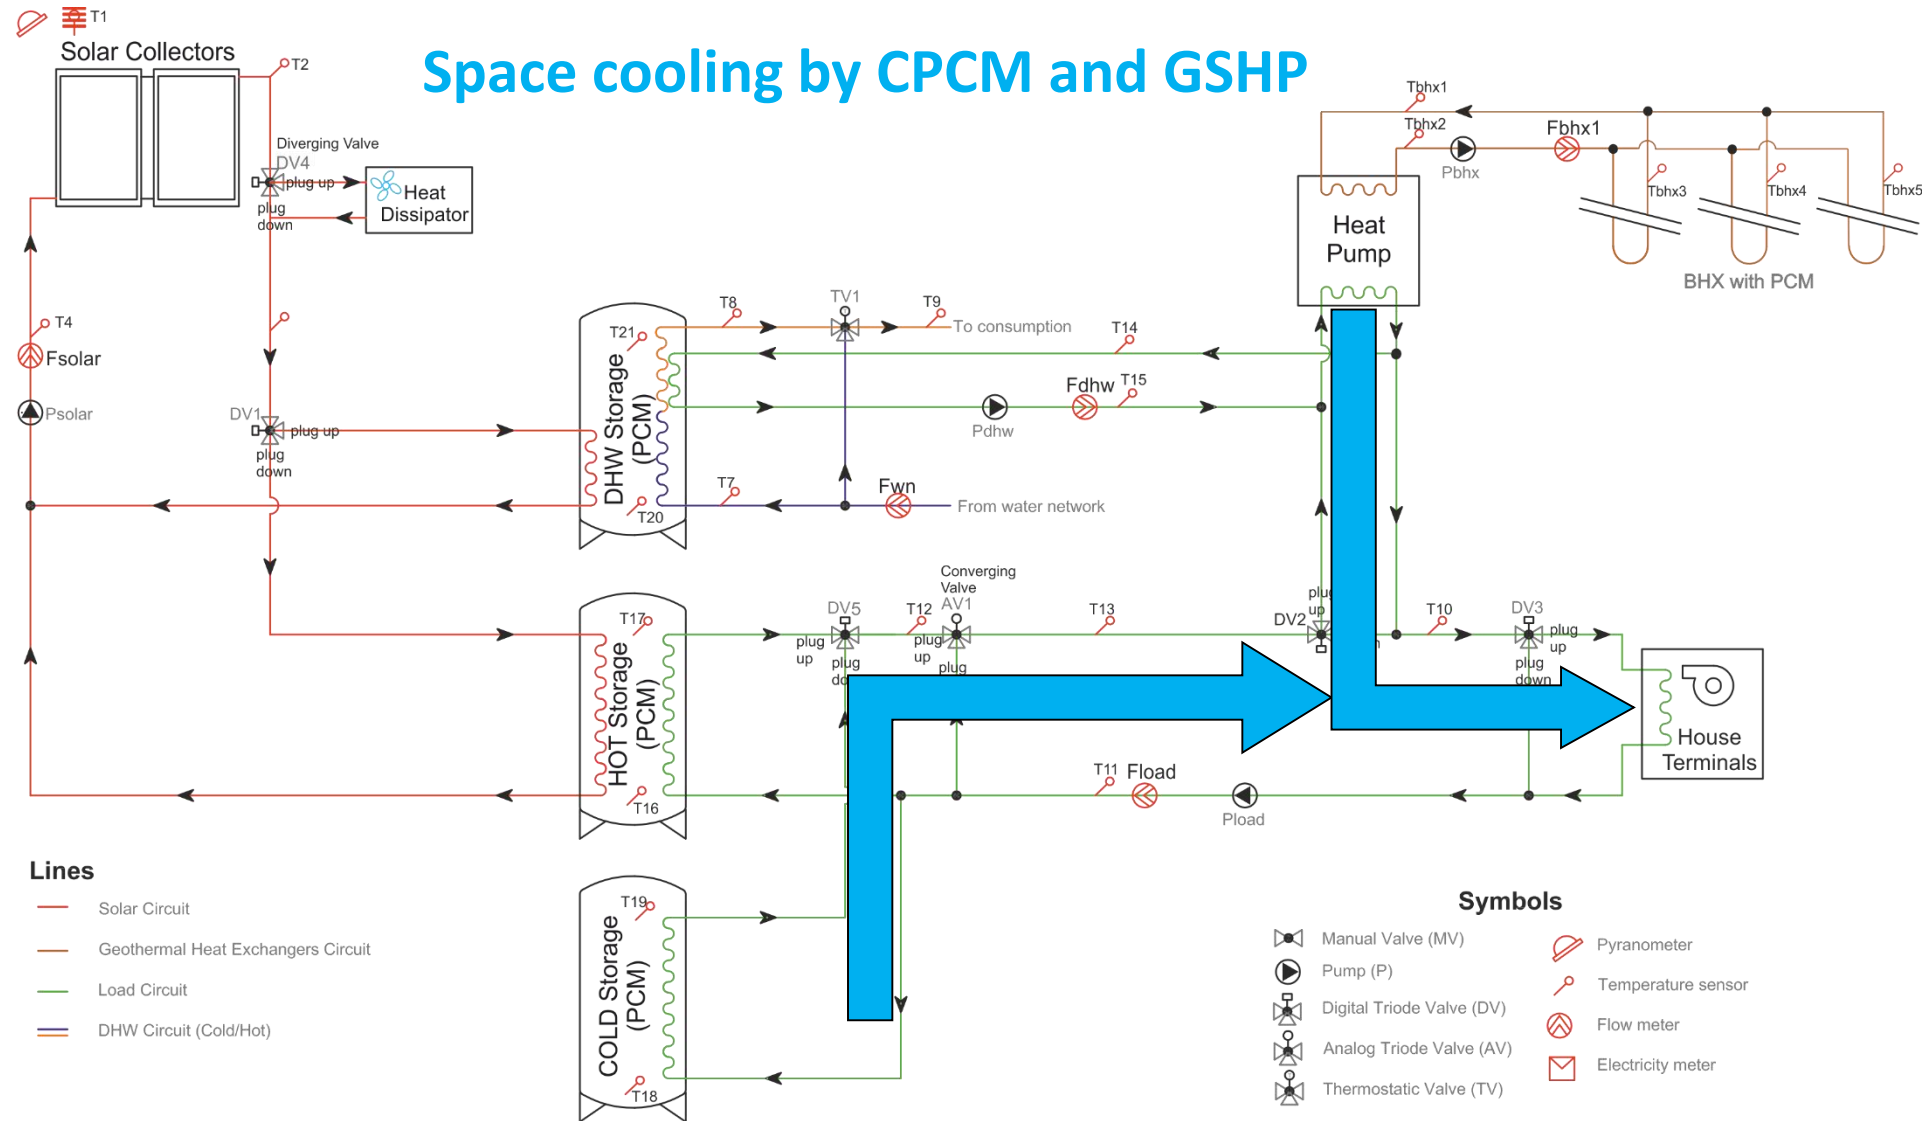 T1
Solar Collectors
T2
Space cooling by CPCM and GSHP
Tbhx1
Tbhx2
Fbhx1
Pbhx
Tbhx3
Tbhx4
Tbhx5
BHX with PCM
Diverging Valve
DV4
plug up
plug
down
Heat
Dissipator
Heat
Pump
T4
Fsolar
Psolar
DV1
plug up
plug
down
T21
DHW Storage
(PCM)
T20
T8
TV1
T9
To consumption
T14
Fdhw
T15
Pdhw
T7
Fwn
From water network
T17
HOT Storage
(PCM)
T16
DV5
plug
up
plug
T12
Converging
Valve
AV1
plug
up
plug
T13
up
DV2
T10
DV3
plug
up
plug
down
House
Terminals
T11
Fload
Pload
T19
COLD Storage
(PCM)
T18
Lines
Solar Circuit
Geothermal Heat Exchangers Circuit
Load Circuit
DHW Circuit (Cold/Hot)
Symbols
Manual Valve (MV)
Pump (P)
Digital Triode Valve (DV)
Analog Triode Valve (AV)
Thermostatic Valve (TV)
Pyranometer
Temperature sensor
Flow meter
Electricity meter